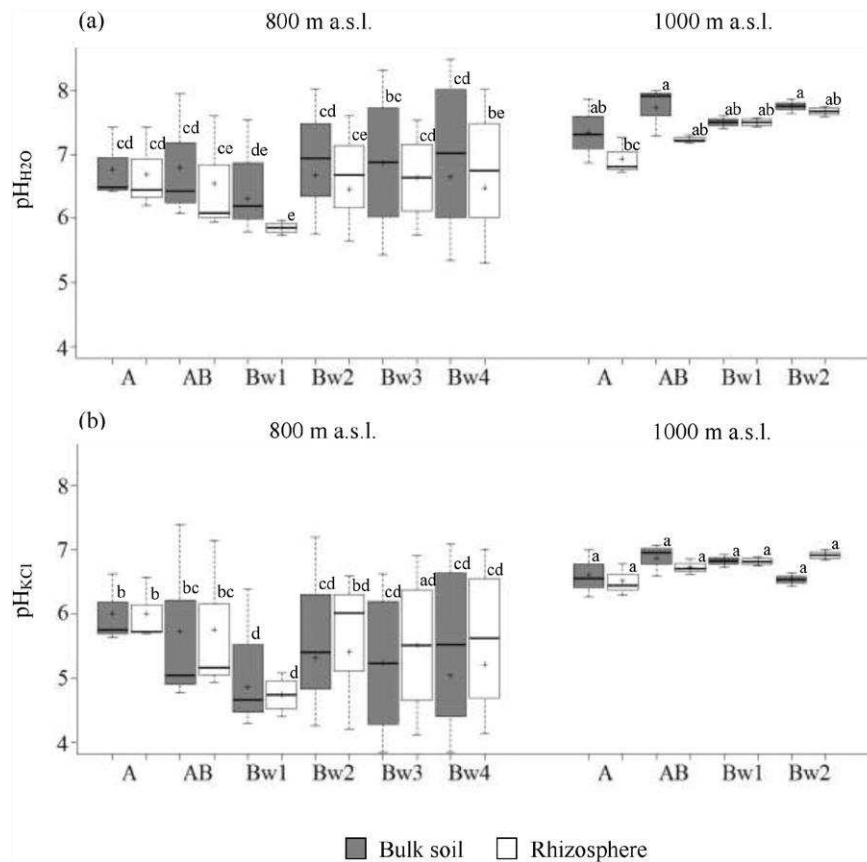 (a)
800 m a.s.l.
1000 m a.s.l.
pH_H2O
8
7
6
5
4
cd
cd
cd
ce
de
e
cd
ce
bc
cd
cd
be
ab
bc
a
ab
ab
ab
a
ab
A
AB
Bw1
Bw2
Bw3
Bw4
A
AB
Bw1
Bw2
(b)
800 m a.s.l.
1000 m a.s.l.
pH_KCl
8
7
6
5
4
b
b
bc
bc
d
d
cd
bd
cd
ad
cd
cd
a
a
a
a
a
a
a
a
A
AB
Bw1
Bw2
Bw3
Bw4
A
AB
Bw1
Bw2
Bulk soil
Rhizosphere